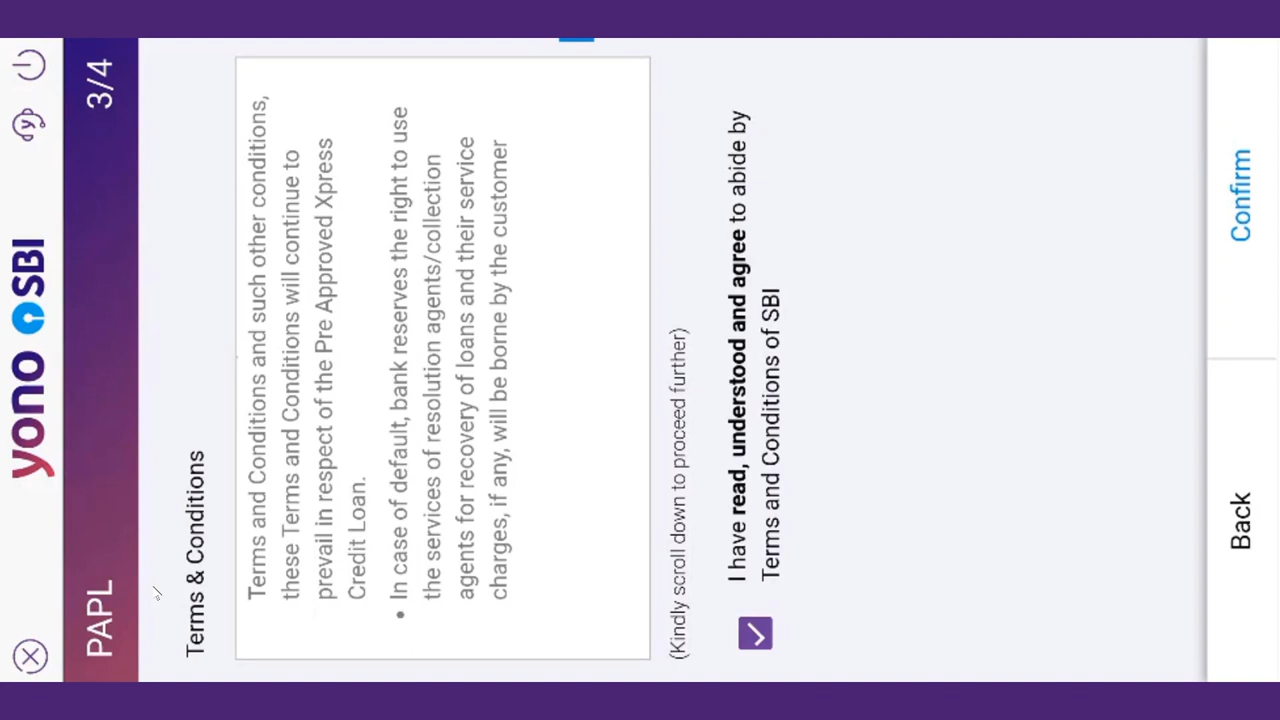 yono SBI
PAPL 3/4
Terms & Conditions
Terms and Conditions and such other conditions,
these Terms and Conditions will continue to
prevail in respect of the Pre Approved Xpress
Credit Loan.
• In case of default, bank reserves the right to use
the services of resolution agents/collection
agents for recovery of loans and their service
charges, if any, will be borne by the customer
(Kindly scroll down to proceed further)
I have read, understood and agree to abide by
Terms and Conditions of SBI
Back Confirm